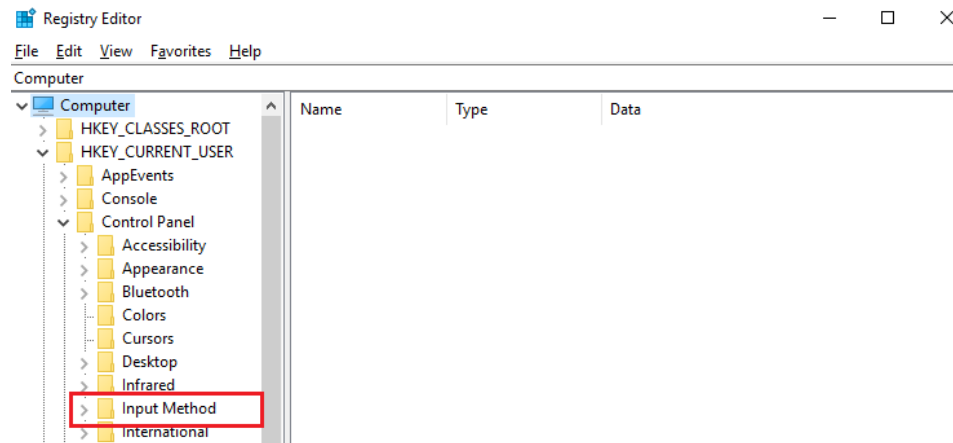 Registry Editor
File Edit View Favorites Help
Computer
Computer
HKEY_CLASSES_ROOT
HKEY_CURRENT_USER
AppEvents
Console
Control Panel
Accessibility
Appearance
Bluetooth
Colors
Cursors
Desktop
Infrared
Input Method
International
Name Type Data